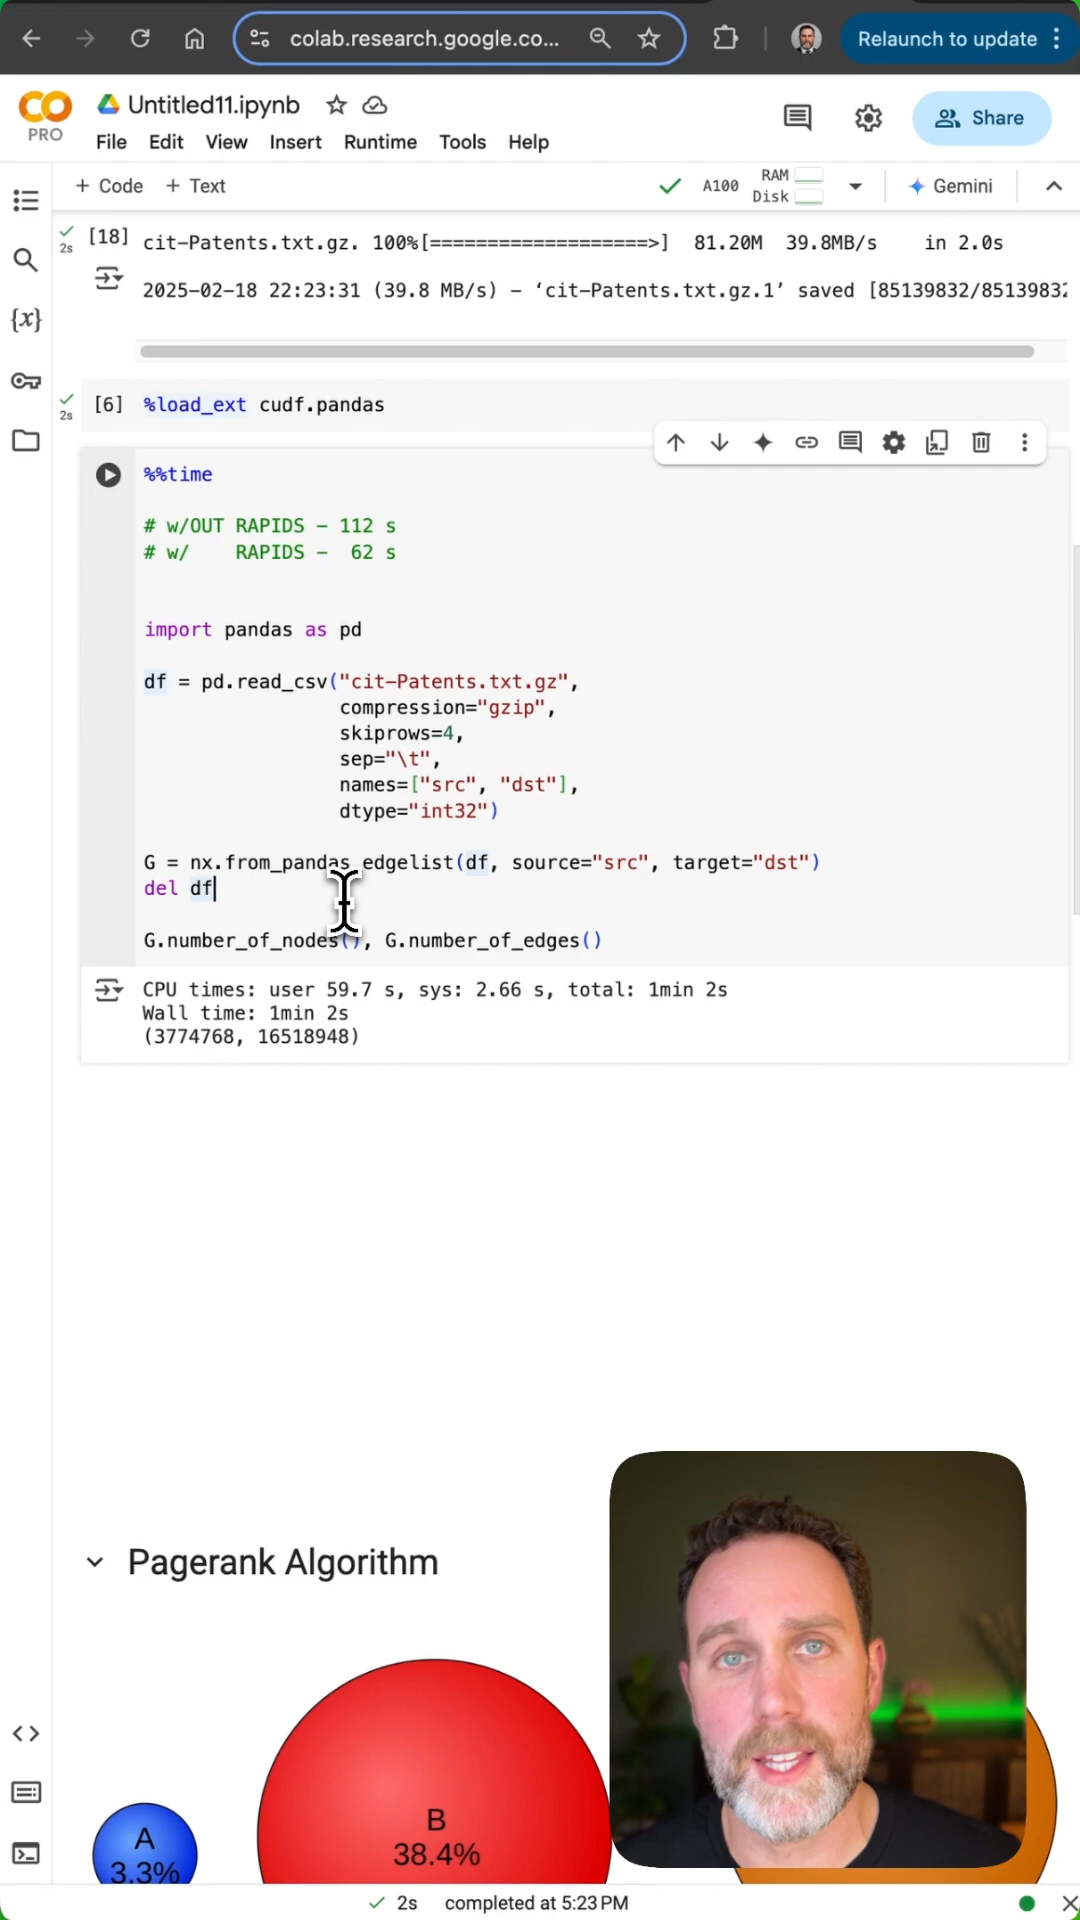 colab.research.google.co...
Relaunch to update
Untitled11.ipynb
PRO
File Edit View Insert Runtime Tools Help
Share
+ Code + Text
A100
RAM
Disk
Gemini
2s
[18]
cit-Patents.txt.gz. 100%[===================>] 81.20M 39.8MB/s in 2.0s
2025-02-18 22:23:31 (39.8 MB/s) - ‘cit-Patents.txt.gz.1’ saved [85139832/85139832
2s
[6]
%load_ext cudf.pandas
%%time
# w/OUT RAPIDS - 112 s
# w/    RAPIDS -  62 s
import pandas as pd
df = pd.read_csv("cit-Patents.txt.gz",
compression="gzip",
skiprows=4,
sep="\t",
names=["src", "dst"],
dtype="int32")
G = nx.from_pandas_edgelist(df, source="src", target="dst")
del df
G.number_of_nodes(), G.number_of_edges()
CPU times: user 59.7 s, sys: 2.66 s, total: 1min 2s
Wall time: 1min 2s
(3774768, 16518948)
Pagerank Algorithm
A
3.3%
B
38.4%
2s completed at 5:23 PM